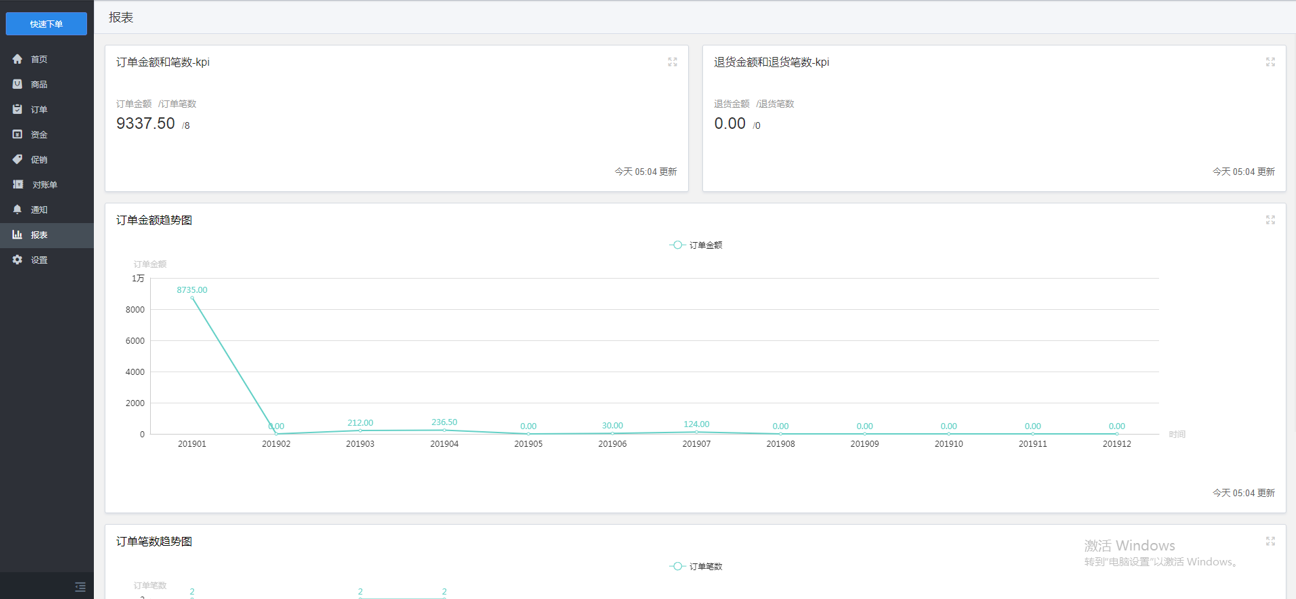 快速下单
首页
商品
订单
资金
促销
对账单
通知
报表
设置
报表
订单金额和笔数-kpi
订单金额 /订单笔数
9337.50 /8
今天 05:04 更新
退货金额和退货笔数-kpi
退货金额 /退货笔数
0.00 /0
今天 05:04 更新
订单金额趋势图
订单金额
订单金额
1万
8000
6000
4000
2000
0
8735.00
0.00
212.00
236.50
0.00
30.00
124.00
0.00
0.00
0.00
0.00
0.00
201901
201902
201903
201904
201905
201906
201907
201908
201909
201910
201911
201912
时间
今天 05:04 更新
订单笔数趋势图
订单笔数
订单笔数
2
2
2
激活 Windows
转到"电脑设置"以激活 Windows。